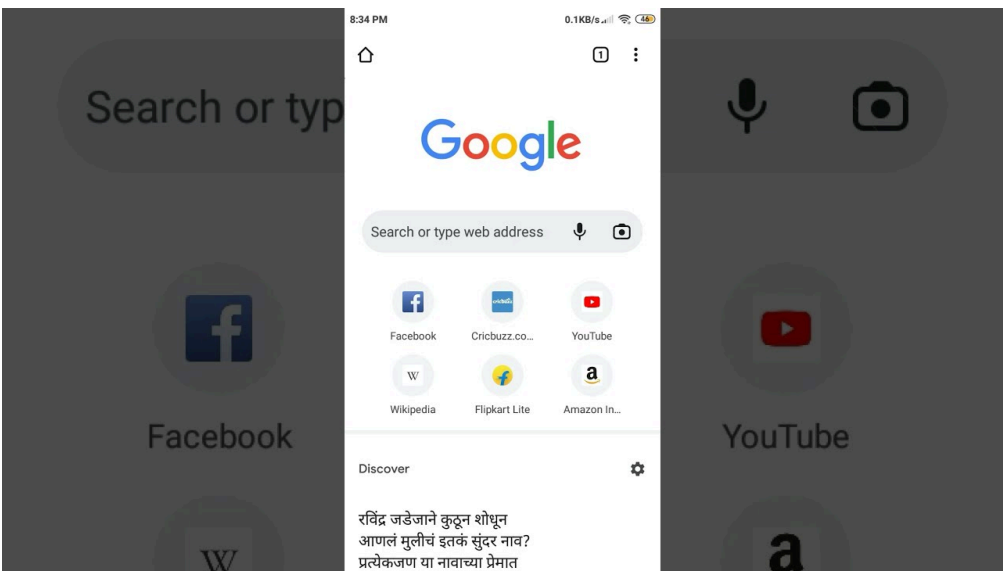 8:34 PM 0.1KB/s 46
1
Google
Search or type web address
Facebook Cricbuzz.co... YouTube
W a
Wikipedia Flipkart Lite Amazon In...
Discover
रविंद्र जडेजाने कुठून शोधून
आणलं मुलीचं इतकं सुंदर नाव?
प्रत्येकजण या नावाच्या प्रेमात
Search or typ
Facebook YouTube
W a